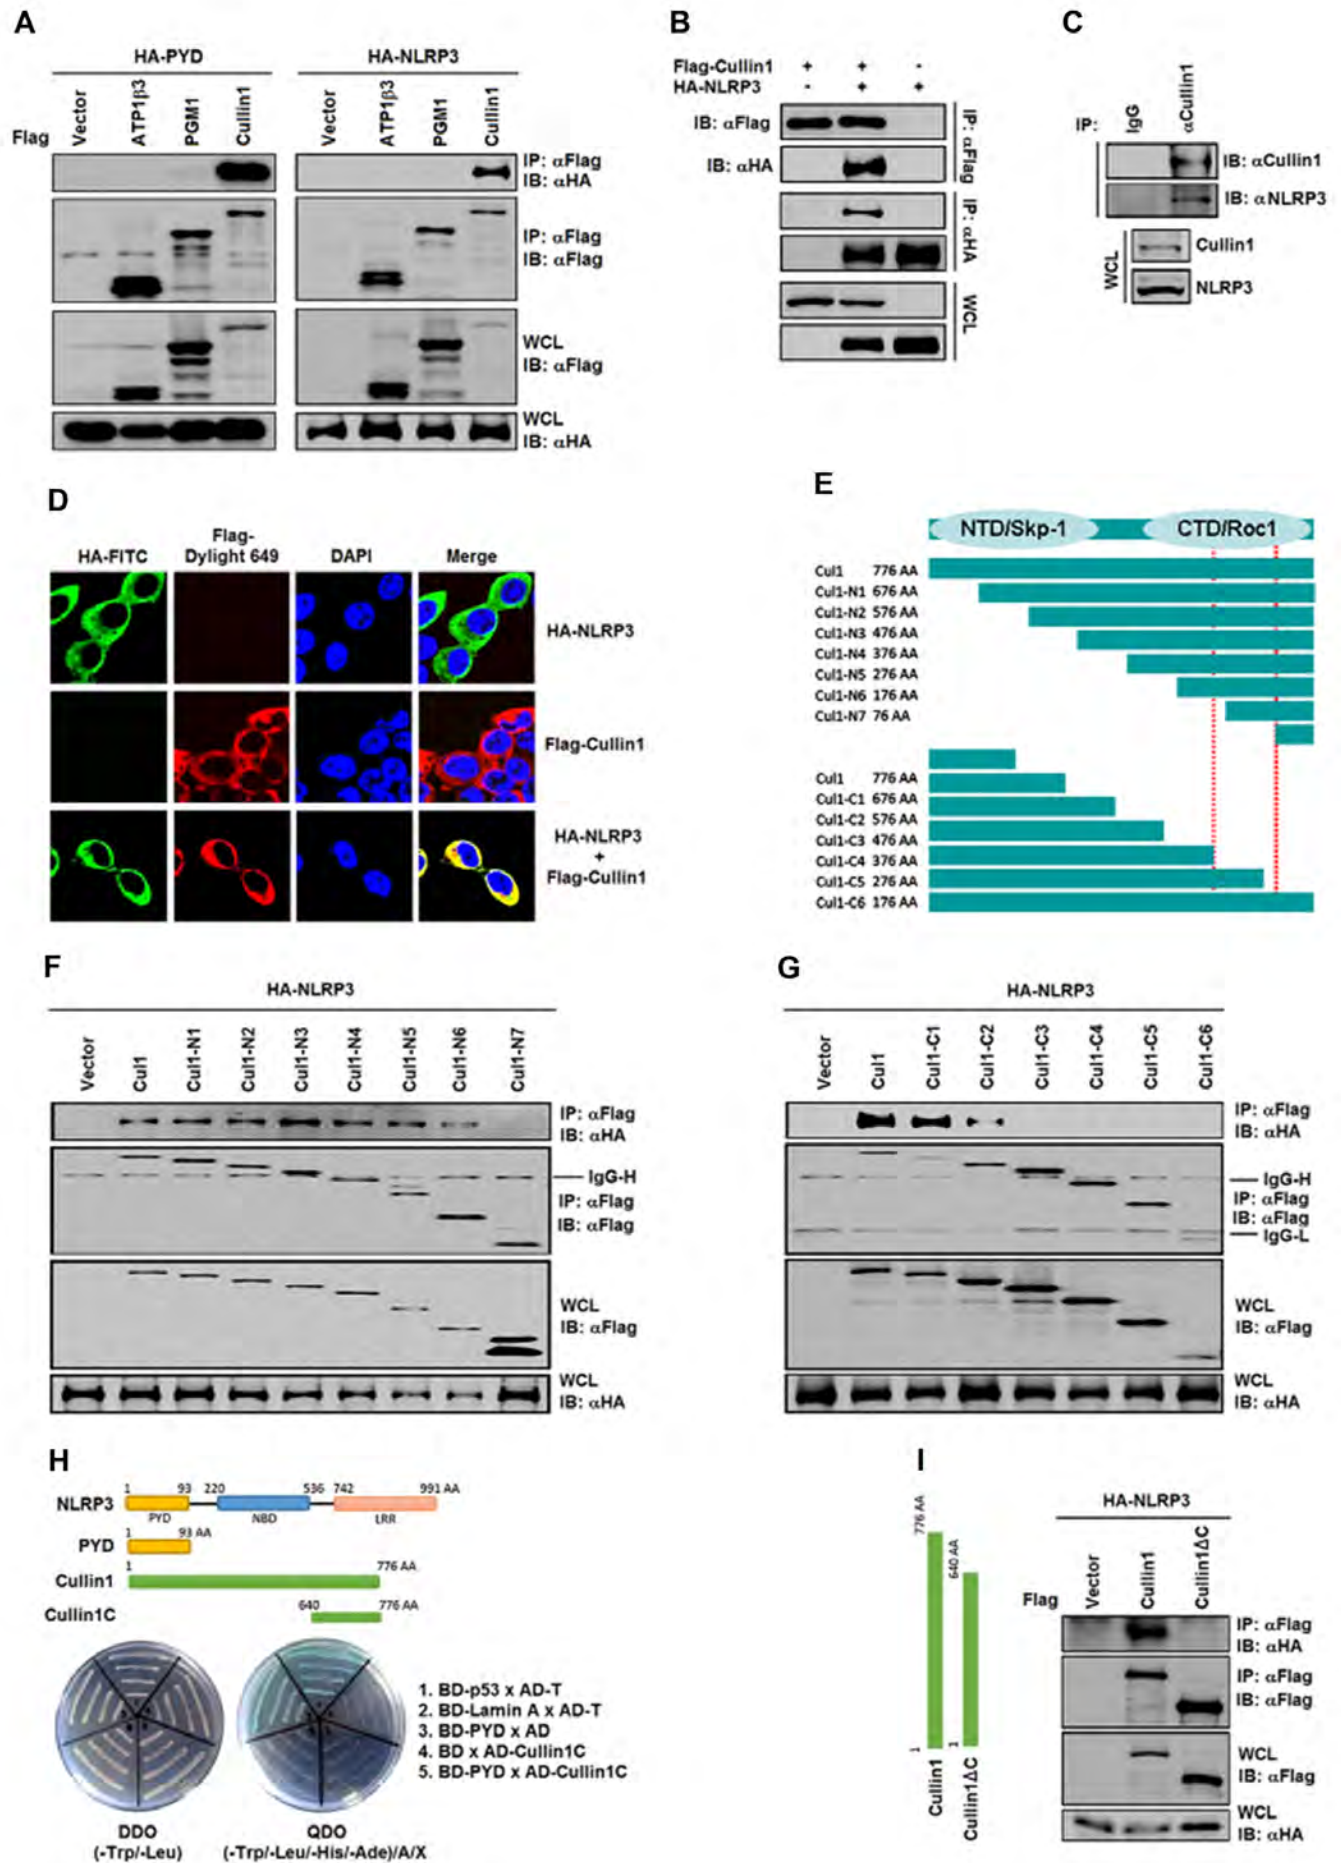 A
HA-PYD
HA-NLRP3
Flag
Vector
ATP1β3
PGM1
Cullin1
Vector
ATP1β3
PGM1
Cullin1
IP: αFlag
IB: αHA
IP: αFlag
IB: αFlag
WCL
IB: αFlag
WCL
IB: αHA
B
Flag-Cullin1 + + -
HA-NLRP3 - + +
IB: αFlag
IB: αHA
IP: αFlag
IP: αHA
WCL
C
IP:
IgG
αCullin1
IB: αCullin1
IB: αNLRP3
WCL
Cullin1
NLRP3
D
HA-FITC
Flag-
Dylight 649
DAPI
Merge
HA-NLRP3
Flag-Cullin1
HA-NLRP3
+
Flag-Cullin1
E
NTD/Skp-1
CTD/Roc1
Cul1 776 AA
Cul1-N1 676 AA
Cul1-N2 576 AA
Cul1-N3 476 AA
Cul1-N4 376 AA
Cul1-N5 276 AA
Cul1-N6 176 AA
Cul1-N7 76 AA
Cul1 776 AA
Cul1-C1 676 AA
Cul1-C2 576 AA
Cul1-C3 476 AA
Cul1-C4 376 AA
Cul1-C5 276 AA
Cul1-C6 176 AA
F
HA-NLRP3
Vector
Cul1
Cul1-N1
Cul1-N2
Cul1-N3
Cul1-N4
Cul1-N5
Cul1-N6
Cul1-N7
IP: αFlag
IB: αHA
IgG-H
IP: αFlag
IB: αFlag
WCL
IB: αFlag
WCL
IB: αHA
G
HA-NLRP3
Vector
Cul1
Cul1-C1
Cul1-C2
Cul1-C3
Cul1-C4
Cul1-C5
Cul1-C6
IP: αFlag
IB: αHA
IgG-H
IP: αFlag
IB: αFlag
IgG-L
WCL
IB: αFlag
WCL
IB: αHA
H
1 93 220 536 742 991 AA
NLRP3
PYD NBD LRR
1 93 AA
PYD
1 776 AA
Cullin1
640 776 AA
Cullin1C
1. BD-p53 x AD-T
2. BD-Lamin A x AD-T
3. BD-PYD x AD
4. BD x AD-Cullin1C
5. BD-PYD x AD-Cullin1C
DDO
(-Trp/-Leu)
QDO
(-Trp/-Leu/-His/-Ade)/A/X
I
776 AA
640 AA
1
1
Cullin1
Cullin1ΔC
HA-NLRP3
Flag
Vector
Cullin1
Cullin1ΔC
IP: αFlag
IB: αHA
IP: αFlag
IB: αFlag
WCL
IB: αFlag
WCL
IB: αHA